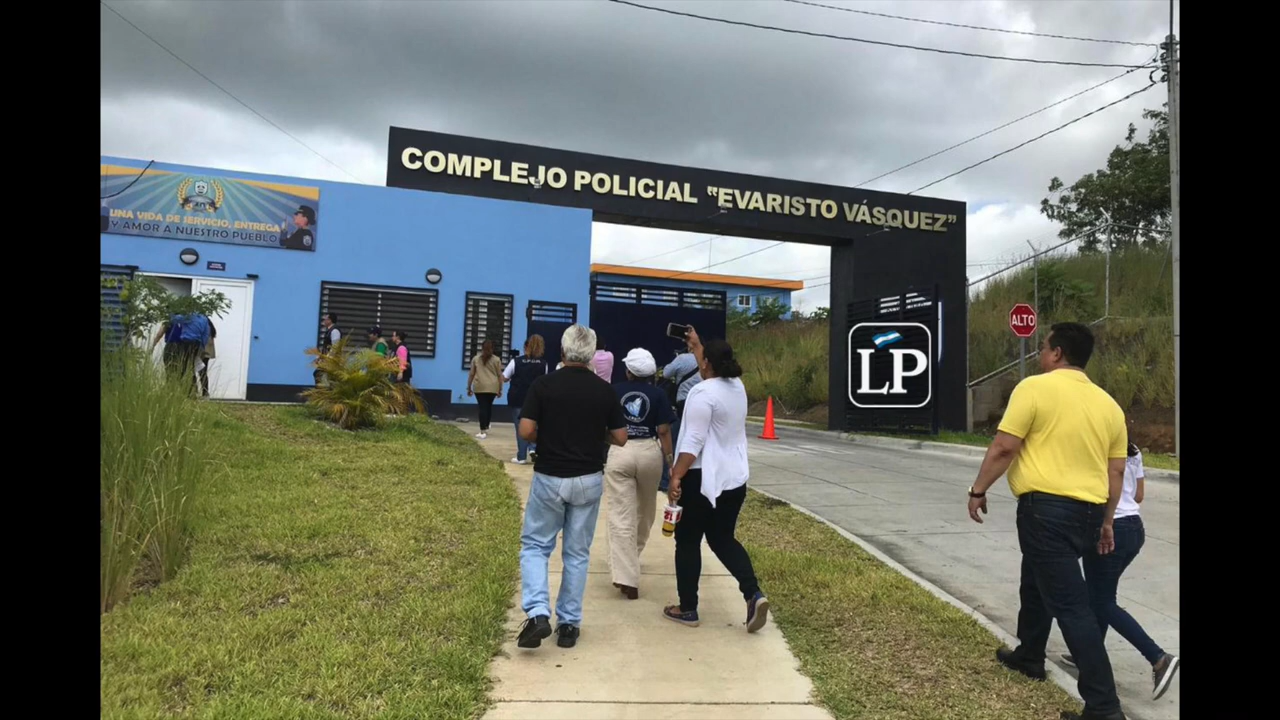 COMPLEJO POLICIAL "EVARISTO VÁSQUEZ"
UNA VIDA DE SERVICIO, ENTREGA
Y AMOR A NUESTRO PUEBLO
ALTO
LP